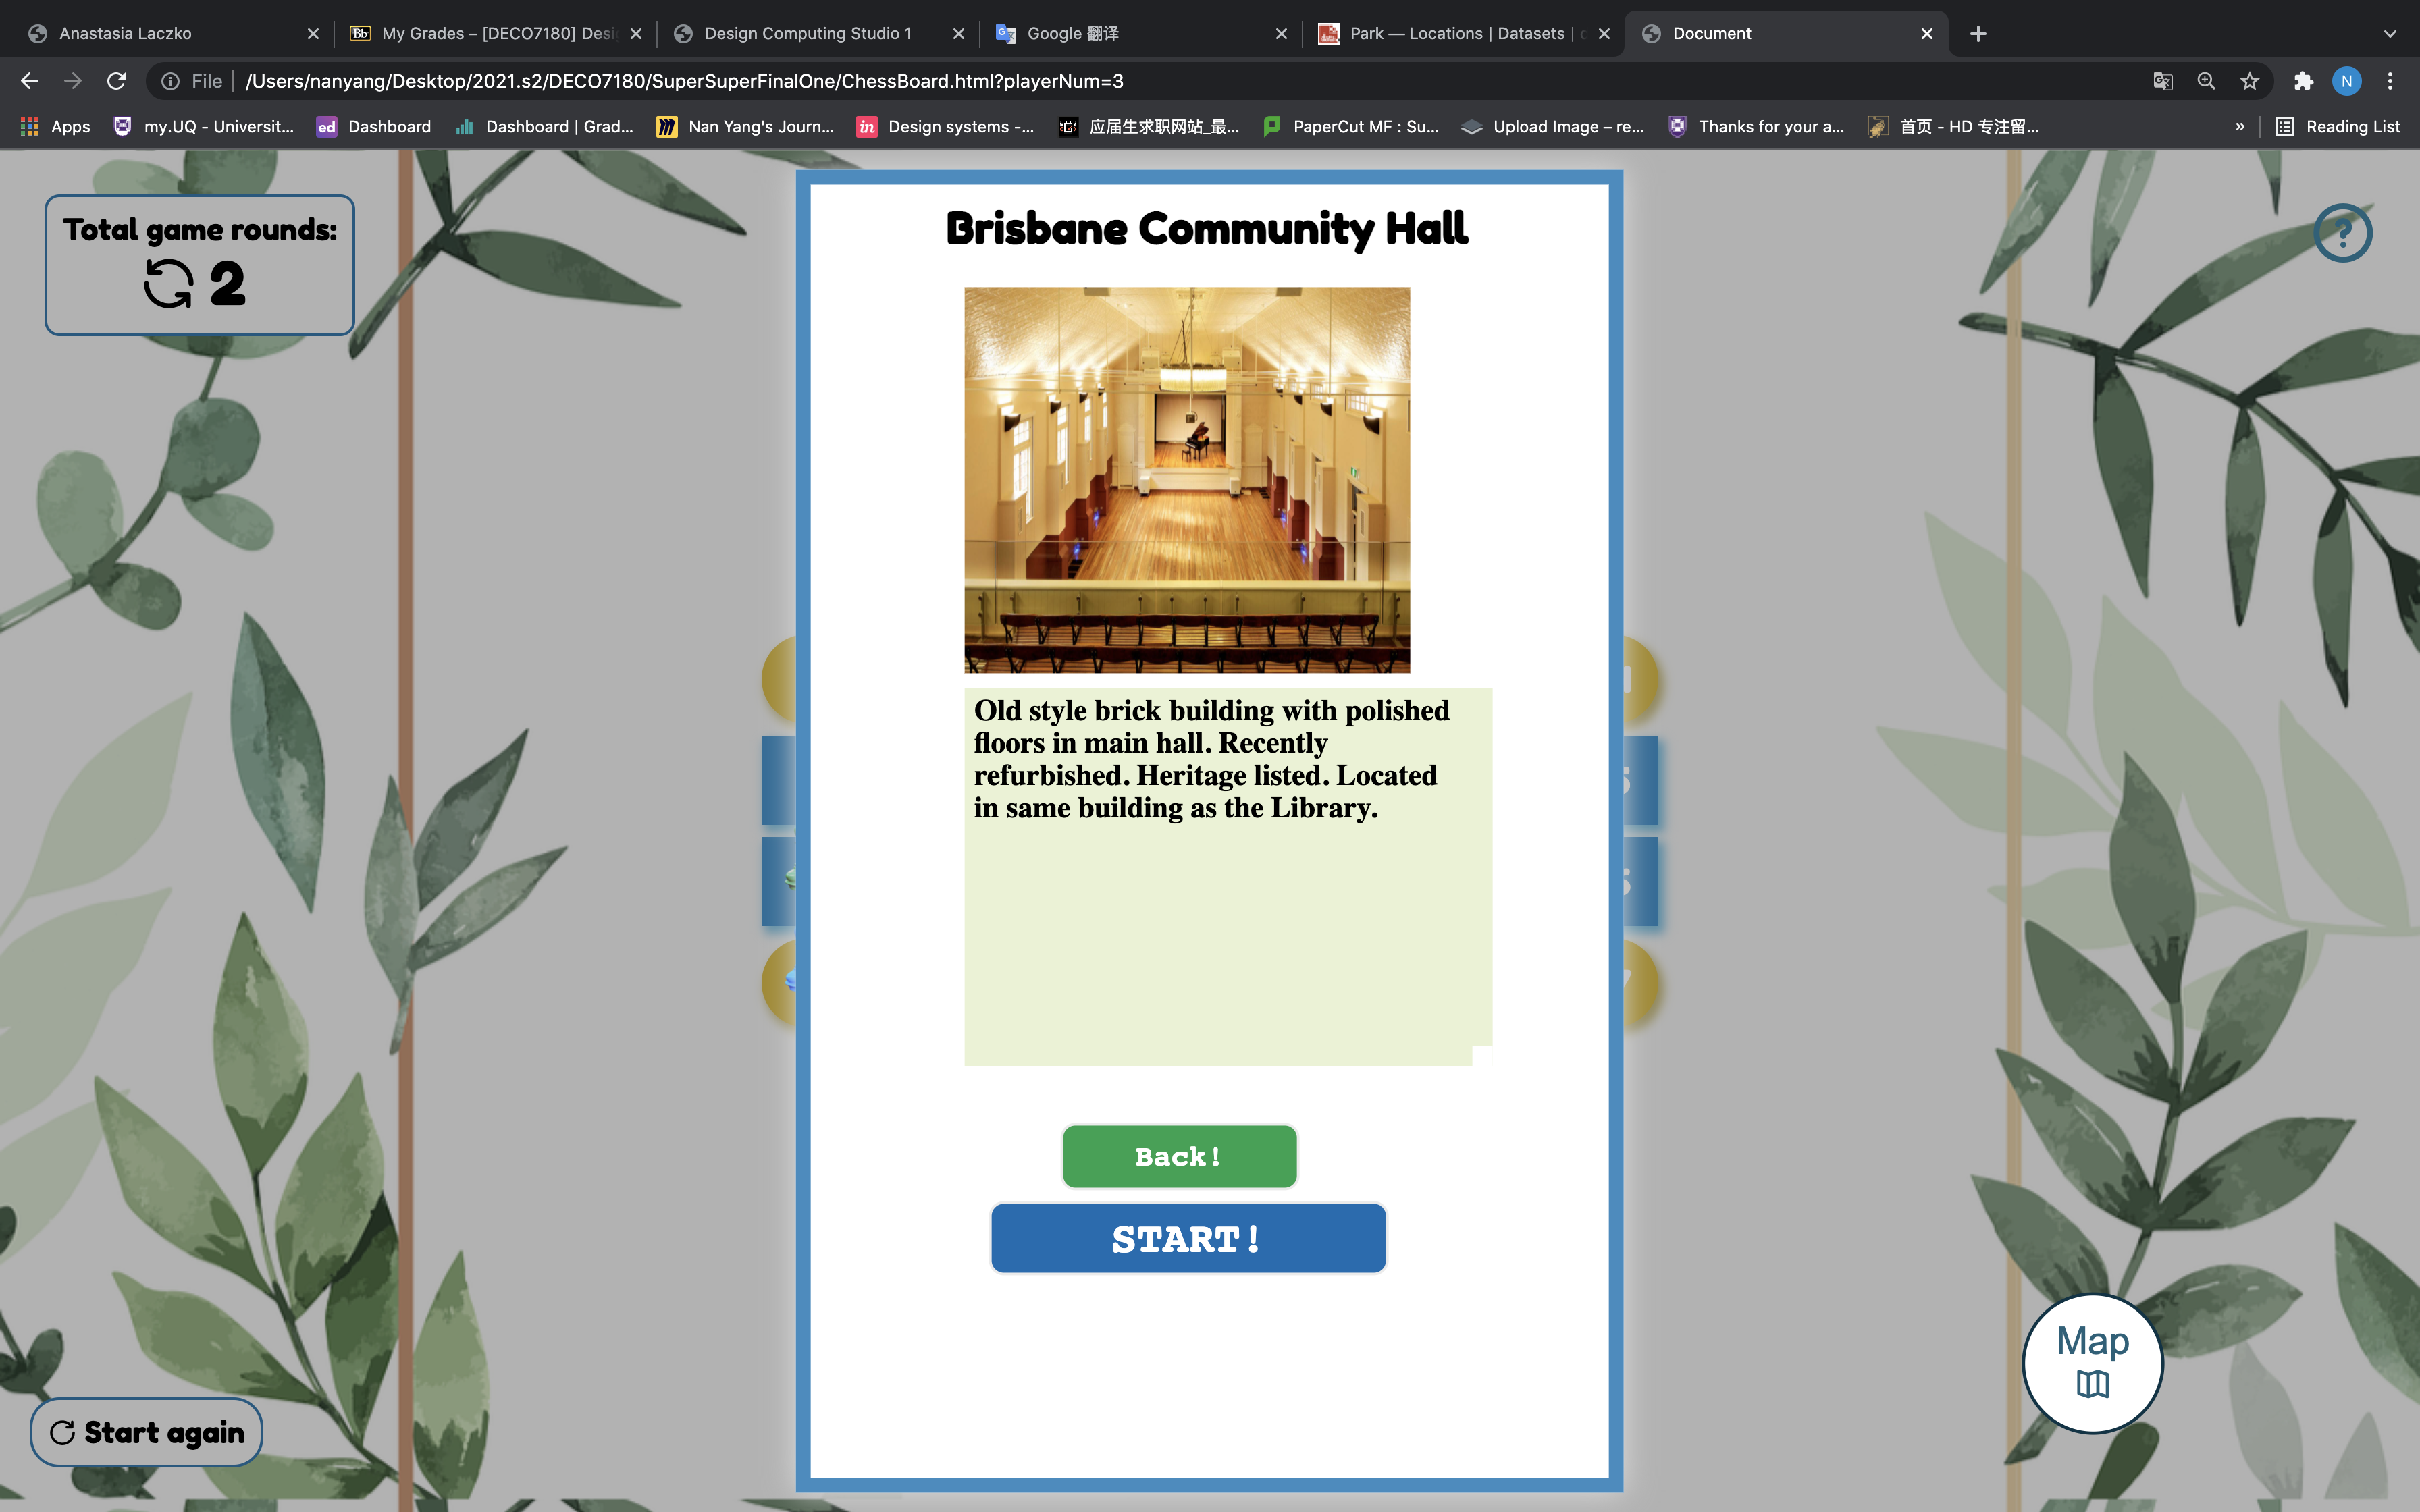 Anastasia Laczko
My Grades – [DECO7180] Desi
Design Computing Studio 1
Google 翻译
Park — Locations | Datasets |
Document
File
/Users/nanyang/Desktop/2021.s2/DECO7180/SuperSuperFinalOne/ChessBoard.html?playerNum=3
N
Apps
my.UQ - Universit...
Dashboard
Dashboard | Grad...
Nan Yang's Journ...
Design systems -...
应届生求职网站_最...
PaperCut MF : Su...
Upload Image – re...
Thanks for your a...
首页 - HD 专注留...
»
Reading List
Total game rounds:
2
?
Brisbane Community Hall
Old style brick building with polished
floors in main hall. Recently
refurbished. Heritage listed. Located
in same building as the Library.
Back!
START!
Map
Start again